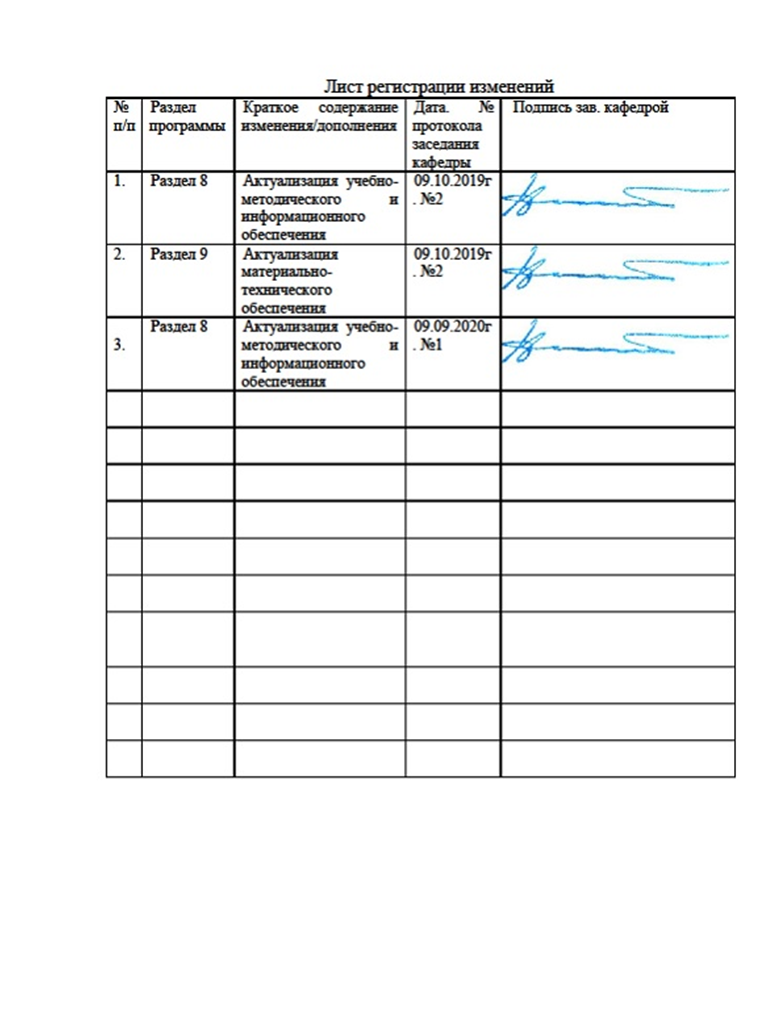 Лист регистрации изменений
№ Раздел Краткое содержание Дата. № Подпись зав. кафедрой
п/п программы изменения/дополнения протокола
заседания
кафедры
1. Раздел 8 Актуализация учебно- 09.10.2019г
методического и . №2
информационного
обеспечения
2. Раздел 9 Актуализация 09.10.2019г
материально- . №2
технического
обеспечения
Раздел 8 Актуализация учебно- 09.09.2020г
3. методического и . №1
информационного
обеспечения